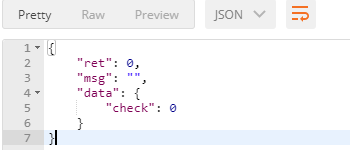 Pretty Raw Preview JSON
1 {
2 "ret": 0,
3 "msg": "",
4 "data": {
5 "check": 0
6 }
7 }